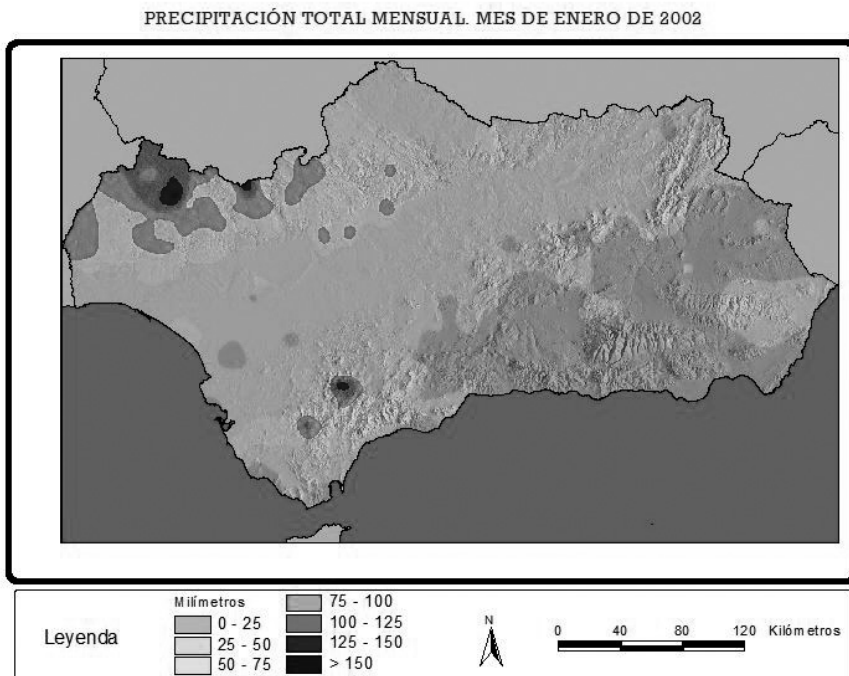 PRECIPITACIÓN TOTAL MENSUAL. MES DE ENERO DE 2002
Leyenda
Milímetros
0 - 25
25 - 50
50 - 75
75 - 100
100 - 125
125 - 150
> 150
N
0 40 80 120 Kilómetros